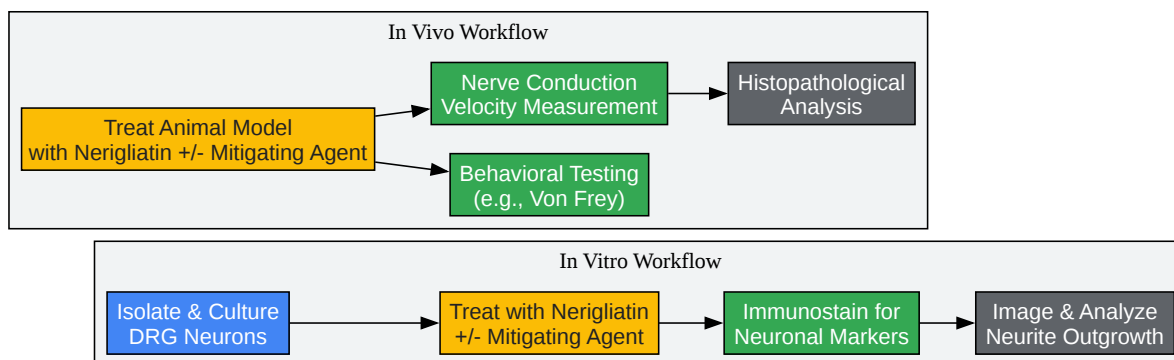 In Vivo Workflow
Nerve Conduction
Velocity Measurement
Histopathological
Analysis
Treat Animal Model
with Nerigliatin +/- Mitigating Agent
Behavioral Testing
(e.g., Von Frey)
In Vitro Workflow
Isolate & Culture
DRG Neurons
Treat with Nerigliatin
+/- Mitigating Agent
Immunostain for
Neuronal Markers
Image & Analyze
Neurite Outgrowth